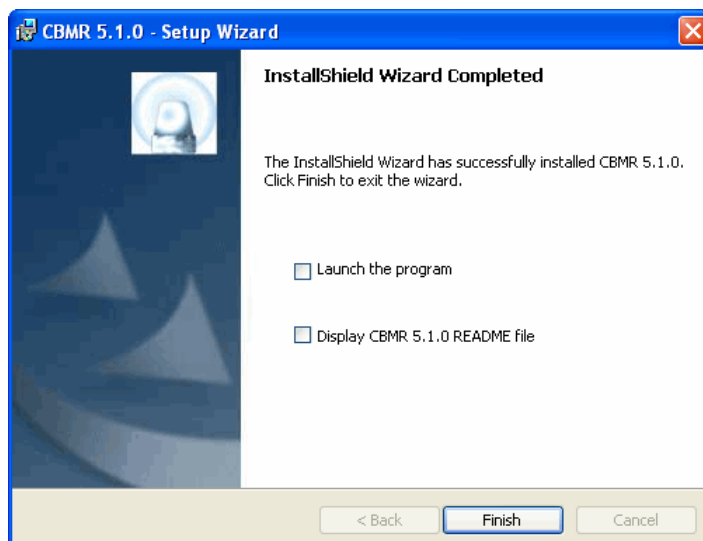 CBMR 5.1.0 - Setup Wizard
InstallShield Wizard Completed
The InstallShield Wizard has successfully installed CBMR 5.1.0.
Click Finish to exit the wizard.
Launch the program
Display CBMR 5.1.0 README file
< Back
Finish
Cancel